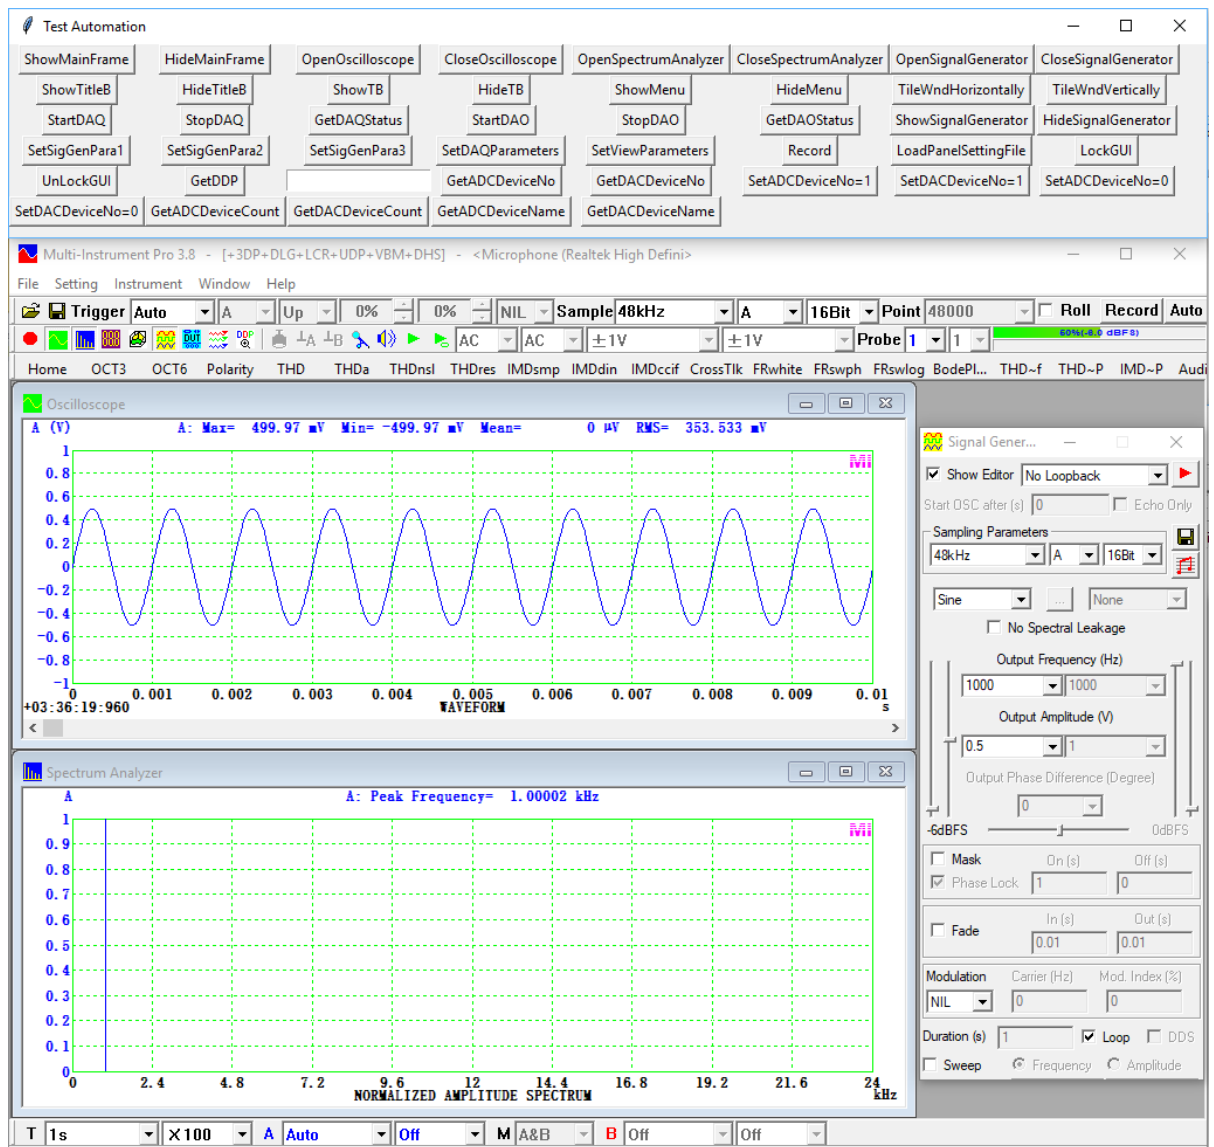 Test Automation
ShowMainFrame HideMainFrame OpenOscilloscope CloseOscilloscope OpenSpectrumAnalyzer CloseSpectrumAnalyzer OpenSignalGenerator CloseSignalGenerator
ShowTitleB HideTitleB ShowTB HideTB ShowMenu HideMenu TileWndHorizontally TileWndVertically
StartDAQ StopDAQ GetDAQStatus StartDAO StopDAO GetDAOStatus ShowSignalGenerator HideSignalGenerator
SetSigGenPara1 SetSigGenPara2 SetSigGenPara3 SetDAQParameters SetViewParameters Record LoadPanelSettingFile LockGUI
UnLockGUI GetDDP GetADCDeviceNo GetDACDeviceNo SetADCDeviceNo=1 SetDACDeviceNo=1 SetADCDeviceNo=0
SetDACDeviceNo=0 GetADCDeviceCount GetDACDeviceCount GetADCDeviceName GetDACDeviceName
Multi-Instrument Pro 3.8 - [+3DP+DLG+LCR+UDP+VBM+DHS] - <Microphone (Realtek High Defini>
File Setting Instrument Window Help
Trigger Auto A Up 0% 0% NIL Sample 48kHz A 16Bit Point 48000 Roll Record Auto
DUT DDP A B AC AC ±1V ±1V Probe 1 1 60%(-8.0 dBFS)
Home OCT3 OCT6 Polarity THD THDa THDnsl THDres IMDsmp IMDdin IMDccif CrossTlk FRwhite FRswph FRswlog BodePl... THD~f THD~P IMD~P Audi
Oscilloscope
A (V) A: Max= 499.97 mV Min= -499.97 mV Mean= 0 µV RMS= 353.533 mV
MI
1
0.8
0.6
0.4
0.2
0
-0.2
-0.4
-0.6
-0.8
-1
0 0.001 0.002 0.003 0.004 0.005 0.006 0.007 0.008 0.009 0.01
+03:36:19:960 WAVEFORM s
Spectrum Analyzer
A A: Peak Frequency= 1.00002 kHz
MI
1
0.9
0.8
0.7
0.6
0.5
0.4
0.3
0.2
0.1
0
0 2.4 4.8 7.2 9.6 12 14.4 16.8 19.2 21.6 24
NORMALIZED AMPLITUDE SPECTRUM kHz
Signal Gener...
Show Editor No Loopback
Start OSC after (s) 0 Echo Only
Sampling Parameters
48kHz A 16Bit
Sine ... None
No Spectral Leakage
Output Frequency (Hz)
1000 1000
Output Amplitude (V)
0.5 1
Output Phase Difference (Degree)
0
-6dBFS 0dBFS
Mask On (s) Off (s)
Phase Lock 1 0
In (s) Out (s)
Fade 0.01 0.01
Modulation Carrier (Hz) Mod. Index (%)
NIL 0 0
Duration (s) 1 Loop DDS
Sweep Frequency Amplitude
T 1s X100 A Auto Off M A&B B Off Off